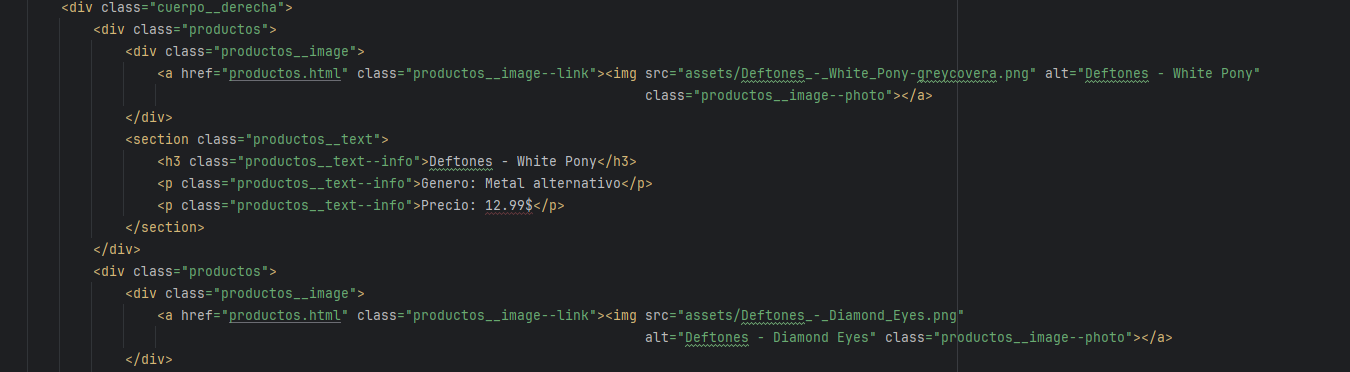 <div class="cuerpo__derecha">
<div class="productos">
<div class="productos__image">
<a href="productos.html" class="productos__image--link"><img src="assets/Deftones_-_White_Pony-greycovera.png" alt="Deftones - White Pony"
class="productos__image--photo"></a>
</div>
<section class="productos__text">
<h3 class="productos__text--info">Deftones - White Pony</h3>
<p class="productos__text--info">Genero: Metal alternativo</p>
<p class="productos__text--info">Precio: 12.99$</p>
</section>
</div>
<div class="productos">
<div class="productos__image">
<a href="productos.html" class="productos__image--link"><img src="assets/Deftones_-_Diamond_Eyes.png"
alt="Deftones - Diamond Eyes" class="productos__image--photo"></a>
</div>